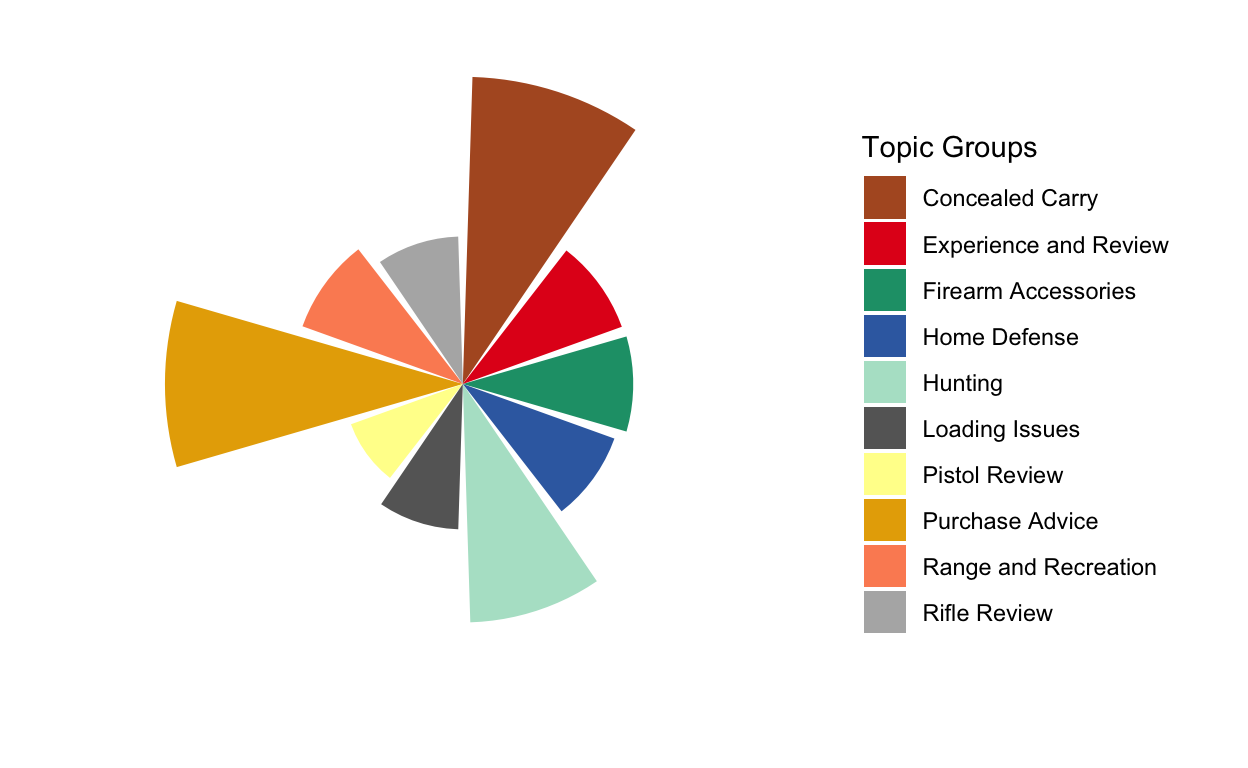 Topic Groups
Concealed Carry
Experience and Review
Firearm Accessories
Home Defense
Hunting
Loading Issues
Pistol Review
Purchase Advice
Range and Recreation
Rifle Review